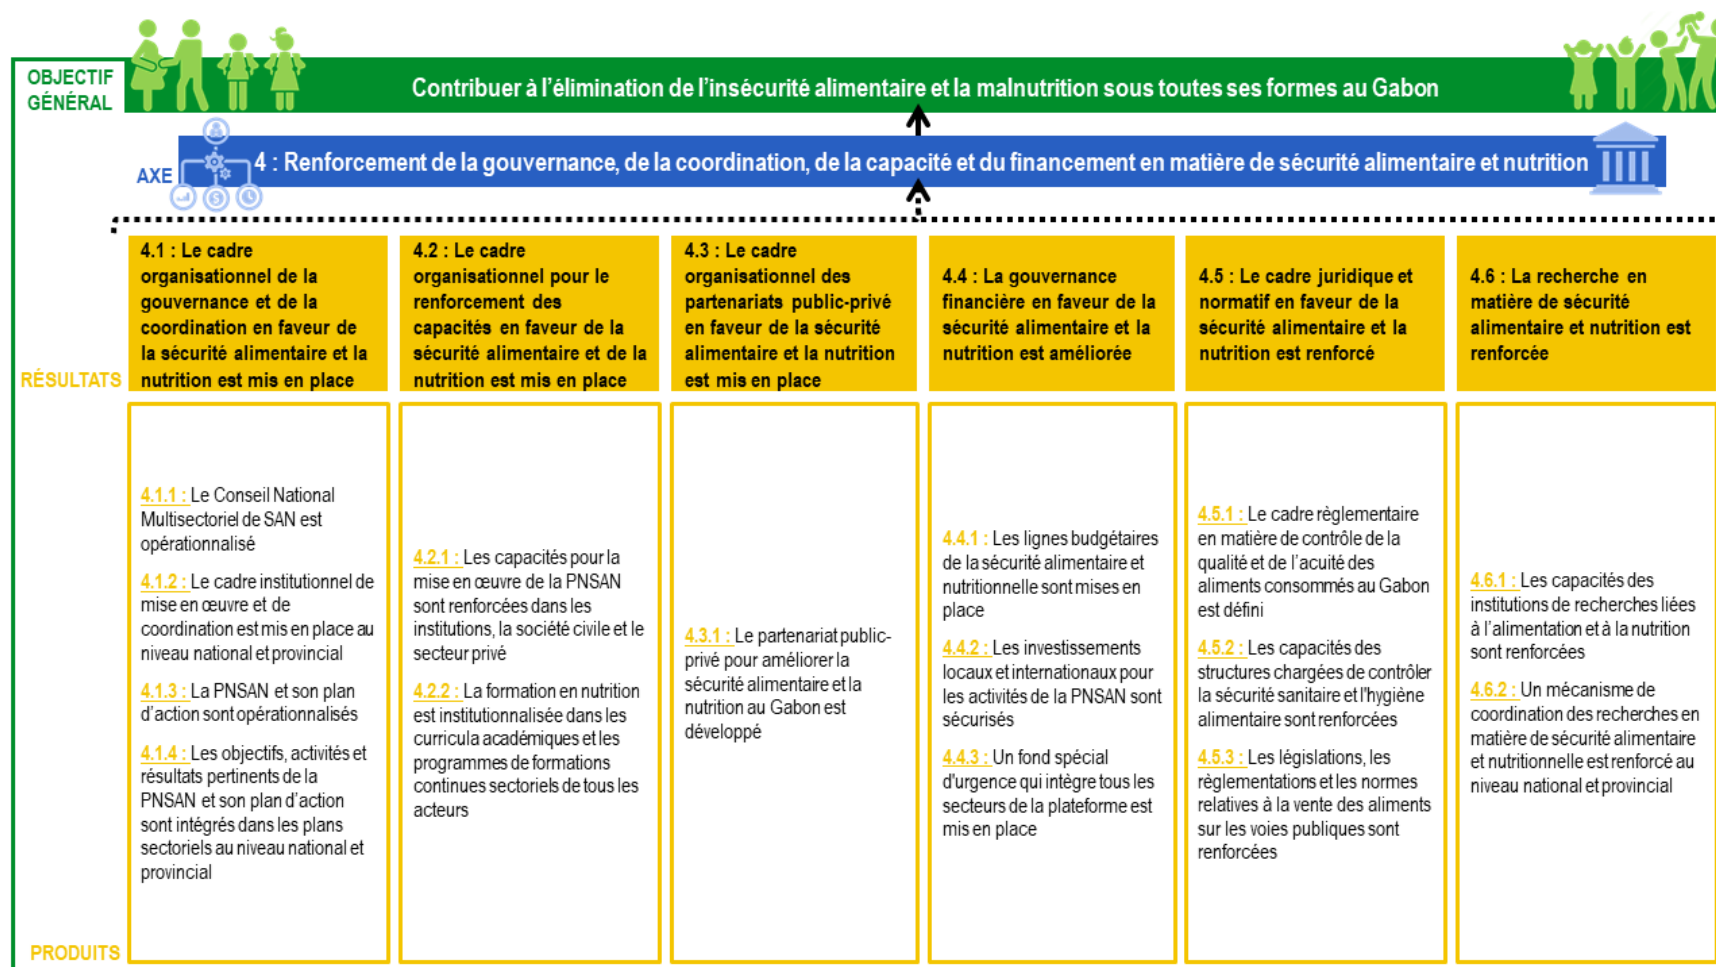 OBJECTIF
GÉNÉRAL
Contribuer à l'élimination de l'insécurité alimentaire et la malnutrition sous toutes ses formes au Gabon
AXE
4 : Renforcement de la gouvernance, de la coordination, de la capacité et du financement en matière de sécurité alimentaire et nutrition
RÉSULTATS
4.1 : Le cadre
organisationnel de la
gouvernance et de la
coordination en faveur de
la sécurité alimentaire et la
nutrition est mis en place
4.2 : Le cadre
organisationnel pour le
renforcement des
capacités en faveur de la
sécurité alimentaire et de la
nutrition est mis en place
4.3 : Le cadre
organisationnel des
partenariats public-privé
en faveur de la sécurité
alimentaire et la nutrition
est mis en place
4.4 : La gouvernance
financière en faveur de la
sécurité alimentaire et la
nutrition est améliorée
4.5 : Le cadre juridique et
normatif en faveur de la
sécurité alimentaire et la
nutrition est renforcé
4.6 : La recherche en
matière de sécurité
alimentaire et nutrition est
renforcée
PRODUITS
4.1.1 : Le Conseil National
Multisectoriel de SAN est
opérationnalisé
4.1.2 : Le cadre institutionnel de
mise en œuvre et de
coordination est mis en place au
niveau national et provincial
4.1.3 : La PNSAN et son plan
d'action sont opérationnalisés
4.1.4 : Les objectifs, activités et
résultats pertinents de la
PNSAN et son plan d'action
sont intégrés dans les plans
sectoriels au niveau national et
provincial
4.2.1 : Les capacités pour la
mise en œuvre de la PNSAN
sont renforcées dans les
institutions, la société civile et le
secteur privé
4.2.2 : La formation en nutrition
est institutionnalisée dans les
curricula académiques et les
programmes de formations
continues sectoriels de tous les
acteurs
4.3.1 : Le partenariat public-
privé pour améliorer la
sécurité alimentaire et la
nutrition au Gabon est
développé
4.4.1 : Les lignes budgétaires
de la sécurité alimentaire et
nutritionnelle sont mises en
place
4.4.2 : Les investissements
locaux et internationaux pour
les activités de la PNSAN sont
sécurisés
4.4.3 : Un fond spécial
d'urgence qui intègre tous les
secteurs de la plateforme est
mis en place
4.5.1 : Le cadre règlementaire
en matière de contrôle de la
qualité et de l'acuité des
aliments consommés au Gabon
est défini
4.5.2 : Les capacités des
structures chargées de contrôler
la sécurité sanitaire et l'hygiène
alimentaire sont renforcées
4.5.3 : Les législations, les
règlementations et les normes
relatives à la vente des aliments
sur les voies publiques sont
renforcées
4.6.1 : Les capacités des
institutions de recherches liées
à l'alimentation et à la nutrition
sont renforcées
4.6.2 : Un mécanisme de
coordination des recherches en
matière de sécurité alimentaire
et nutritionnelle est renforcé au
niveau national et provincial